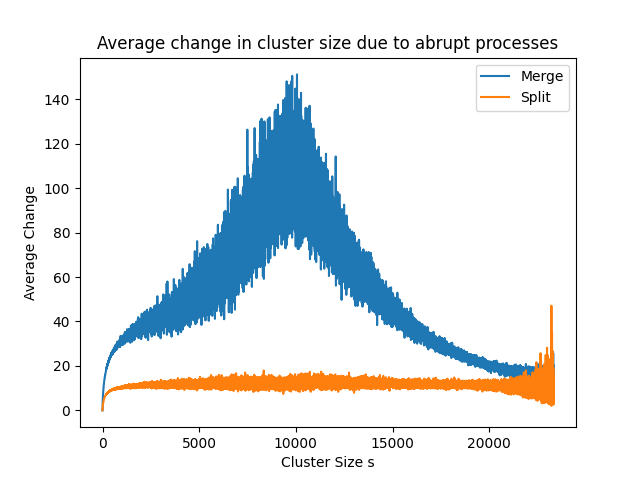 Average change in cluster size due to abrupt processes
Merge
Split
140
120
100
80
60
40
20
0
Average Change
0 5000 10000 15000 20000
Cluster Size s